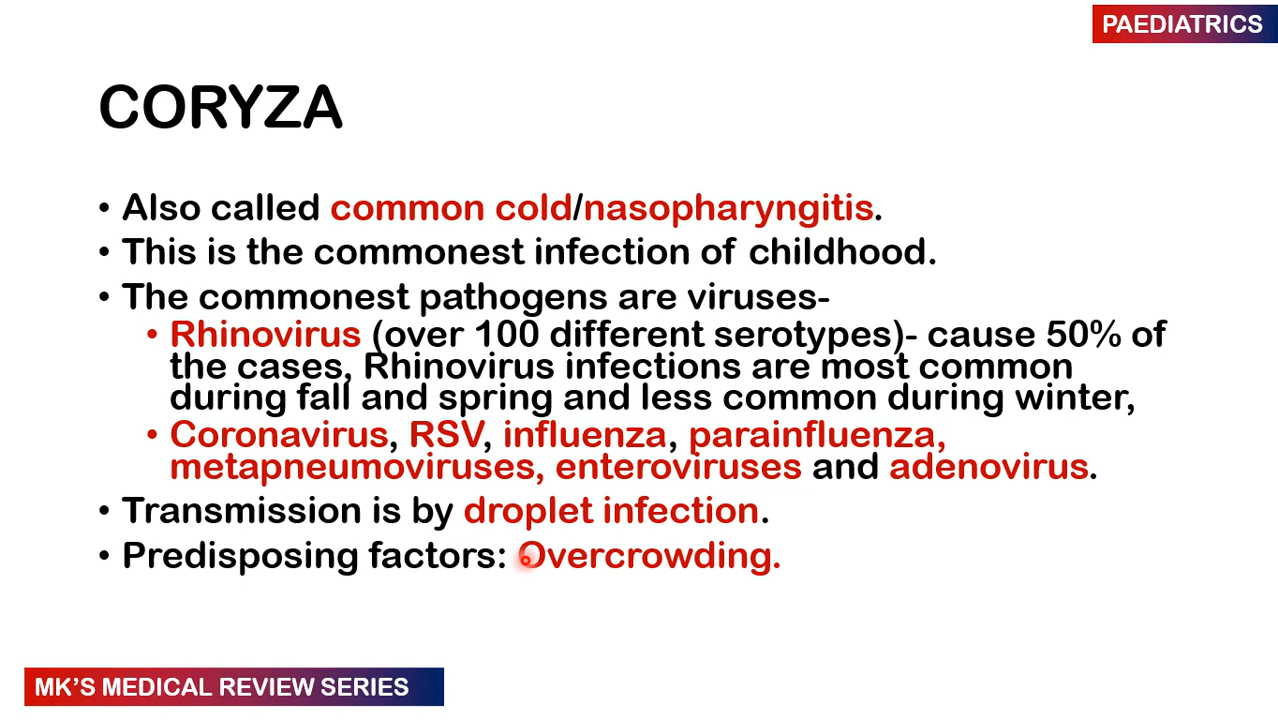 PAEDIATRICS
CORYZA
• Also called common cold/nasopharyngitis.
• This is the commonest infection of childhood.
• The commonest pathogens are viruses-
• Rhinovirus (over 100 different serotypes)- cause 50% of
the cases, Rhinovirus infections are most common
during fall and spring and less common during winter,
• Coronavirus, RSV, influenza, parainfluenza,
metapneumoviruses, enteroviruses and adenovirus.
• Transmission is by droplet infection.
• Predisposing factors: Overcrowding.
MK'S MEDICAL REVIEW SERIES